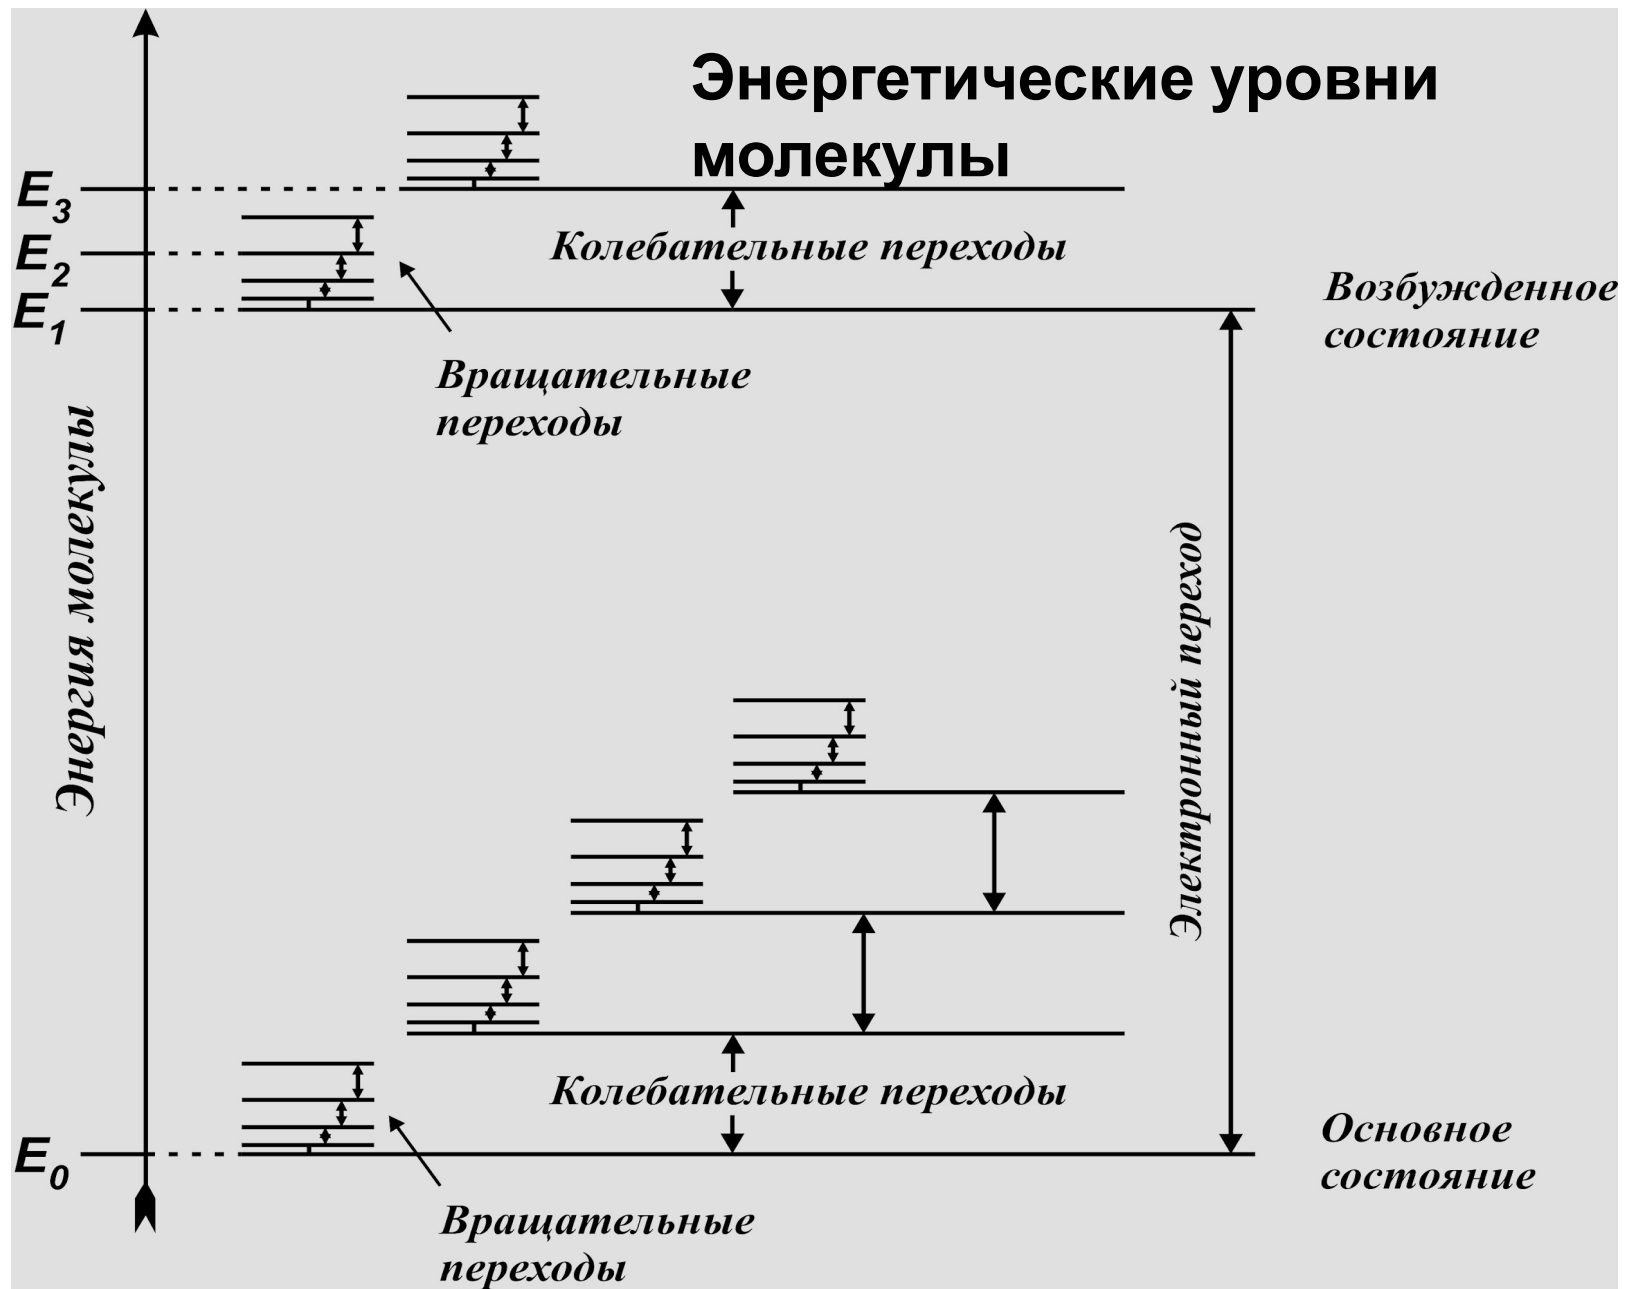 Энергетические уровни
молекулы
E3
E2
E1
Колебательные переходы
Возбужденное
состояние
Вращательные
переходы
Энергия молекулы
Электронный переход
Колебательные переходы
E0
Основное
состояние
Вращательные
переходы